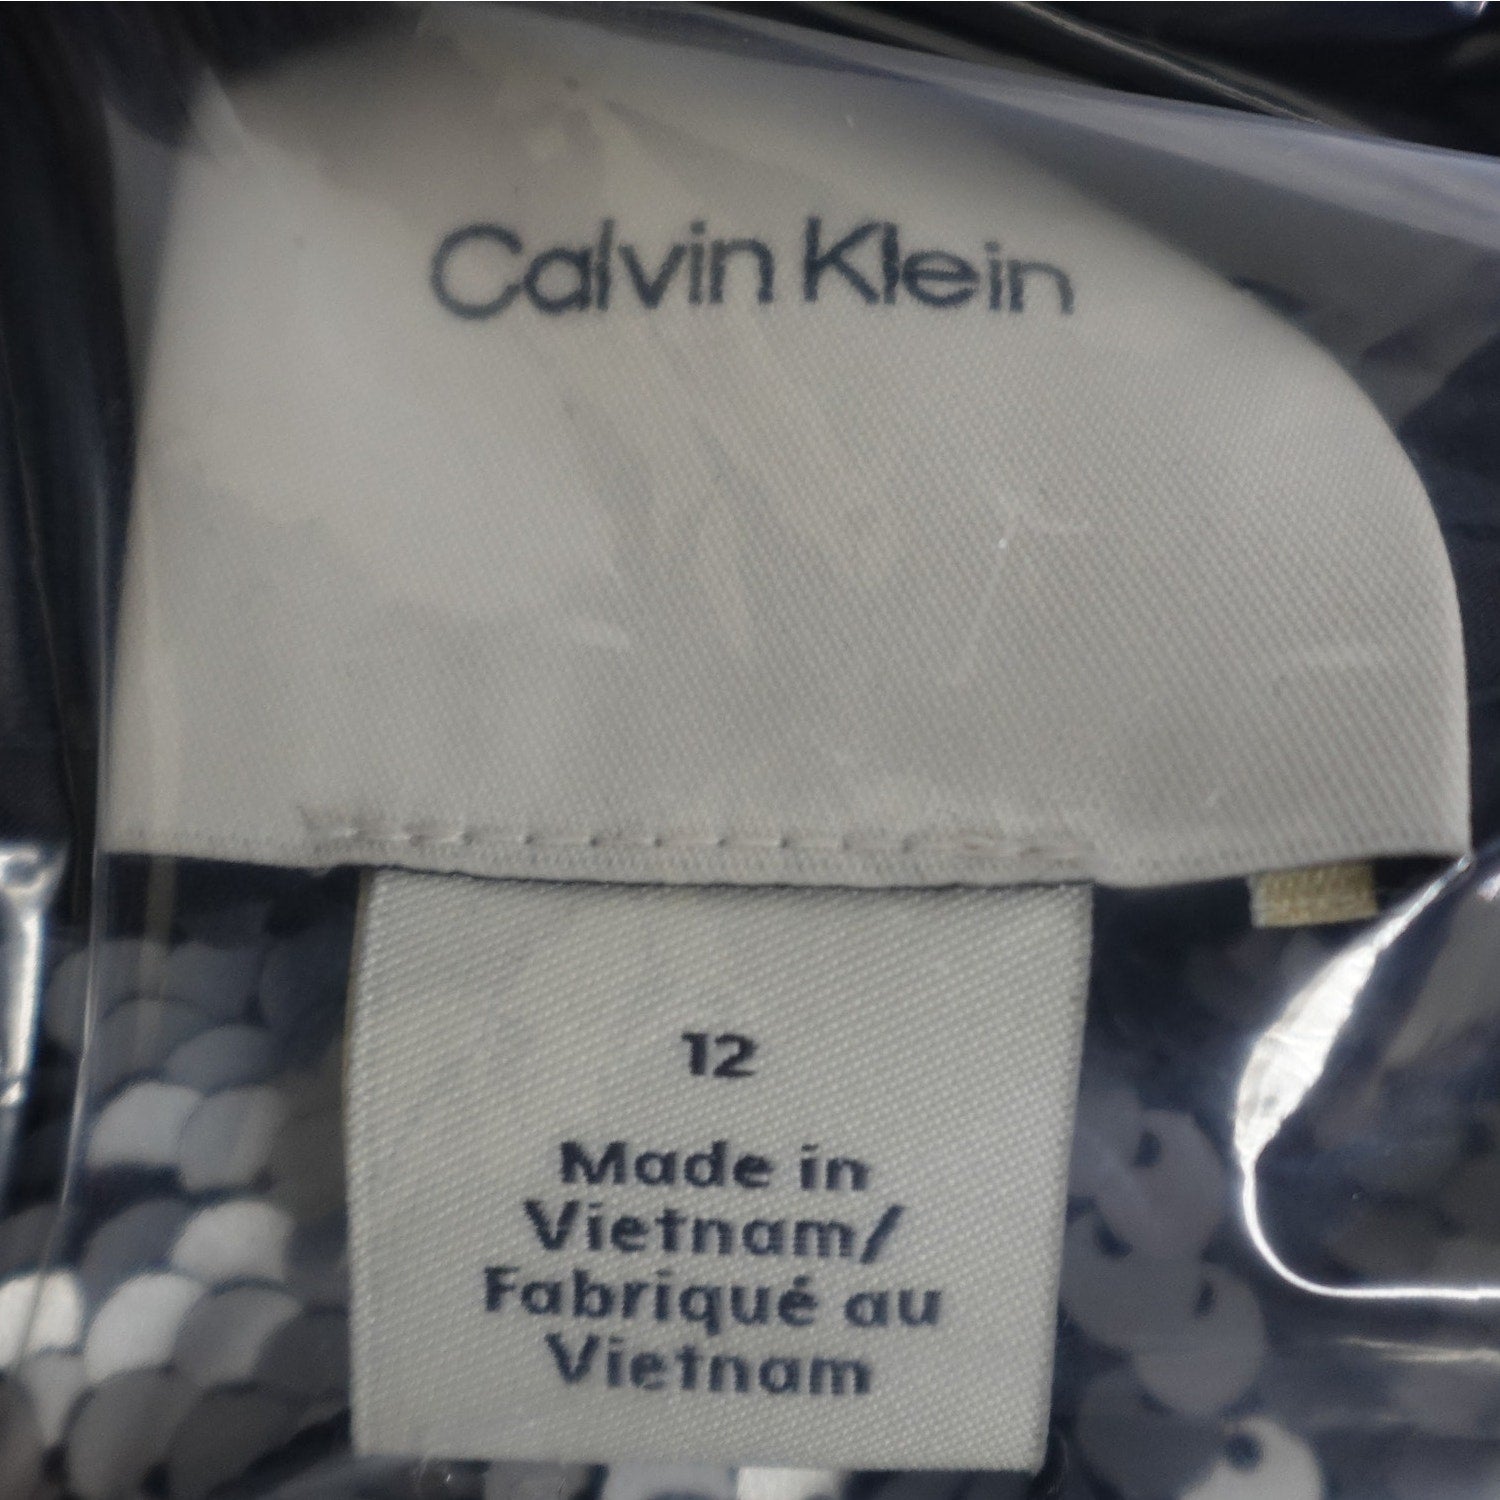 Calvin Klein
12
Made in
Vietnam/
Fabriqué au
Vietnam